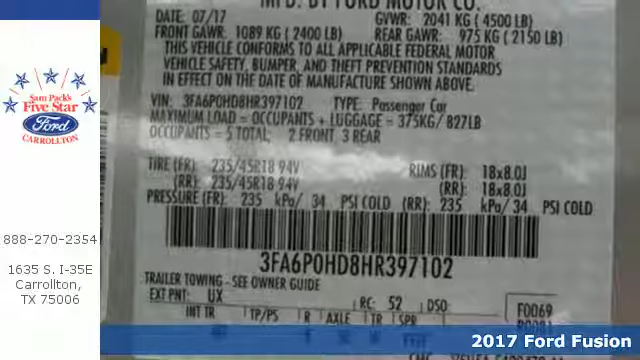 MFD. BY FORD MOTOR CO.
DATE: 07/17 GVWR: 2041 KG (4500 LB)
FRONT GAWR: 1089 KG (2400 LB) REAR GAWR: 975 KG (2150 LB)
THIS VEHICLE CONFORMS TO ALL APPLICABLE FEDERAL MOTOR
VEHICLE SAFETY, BUMPER, AND THEFT PREVENTION STANDARDS
IN EFFECT ON THE DATE OF MANUFACTURE SHOWN ABOVE.
VIN: 3FA6P0HD8HR397102 TYPE: Passenger Car
MAXIMUM LOAD = OCCUPANTS + LUGGAGE = 375KG/ 827LB
OCCUPANTS = 5 TOTAL; 2 FRONT, 3 REAR
TIRE (FR): 235/45R18 94V RIMS (FR): 18x8.0J
(RR): 235/45R18 94V (RR): 18x8.0J
PRESSURE (FR): 235 kPa/ 34 PSI COLD (RR): 235 kPa/ 34 PSI COLD
3FA6P0HD8HR397102
TRAILER TOWING - SEE OWNER GUIDE
EXT PNT: UX RC: 52 DSO: F0069
INT TR TP/PS R AXLE TR SPR
Sam Pack's
Five Star
Ford
CARROLLTON
888-270-2354
1635 S. I-35E
Carrollton,
TX 75006
2017 Ford Fusion